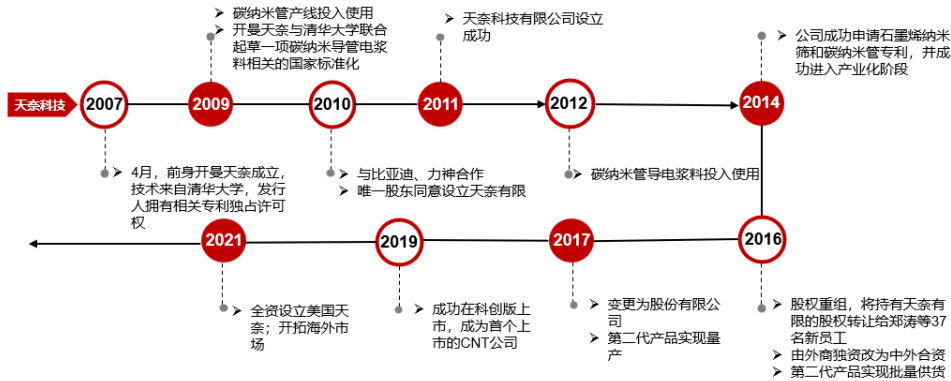 天奈科技
2007
4月，前身开曼天奈成立，
技术来自清华大学，发行
人拥有相关专利独占许可
权
2009
碳纳米管产线投入使用
开曼天奈与清华大学联合
起草一项碳纳米导管电浆
料相关的国家标准化
2010
与比亚迪、力神合作
唯一股东同意设立天奈有限
2011
天奈科技有限公司设立
成功
2012
碳纳米管导电浆料投入使用
2014
公司成功申请石墨烯纳米
筛和碳纳米管专利，并成
功进入产业化阶段
2016
股权重组，将持有天奈有
限的股权转让给郑涛等37
名新员工
由外商独资改为中外合资
第二代产品实现批量供货
2017
变更为股份有限公
司
第二代产品实现量
产
2019
成功在科创版上
市，成为首个上
市的CNT公司
2021
全资设立美国天
奈；开拓海外市
场